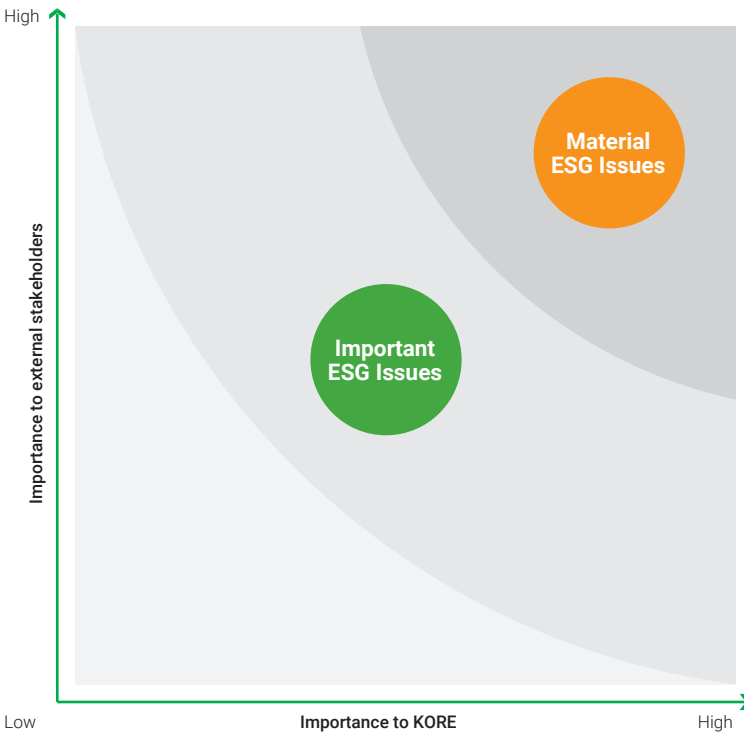 High
Material
ESG Issues
Important
ESG Issues
Importance to external stakeholders
Low
Importance to KORE
High